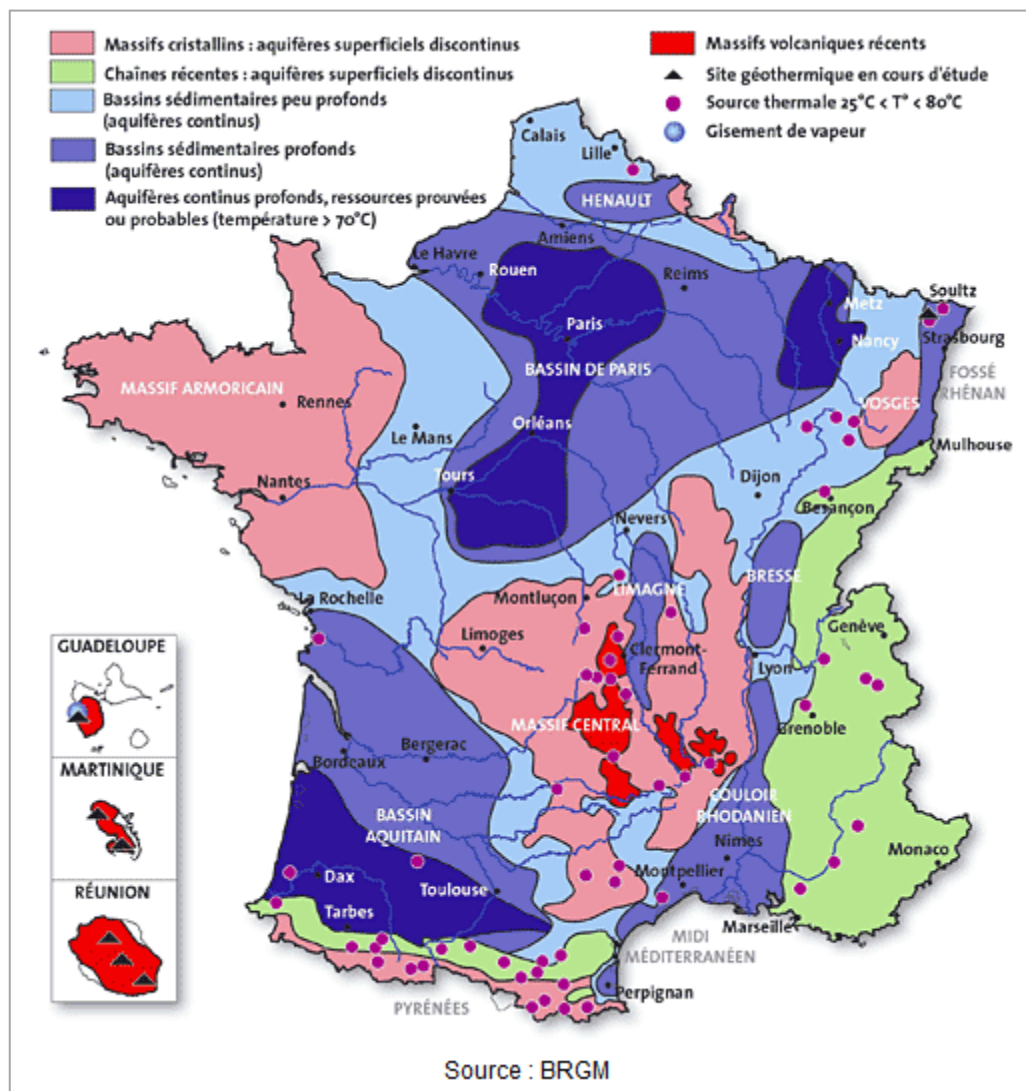 Massifs cristallins : aquifères superficiels discontinus
Chaînes récentes : aquifères superficiels discontinus
Bassins sédimentaires peu profonds
(aquifères continus)
Bassins sédimentaires profonds
(aquifères continus)
Aquifères continus profonds, ressources prouvées
ou probables (température > 70°C)
Massifs volcaniques récents
Site géothermique en cours d'étude
Source thermale 25°C < T° < 80°C
Gisement de vapeur
Calais
Lille
HENAULT
Amiens
Le Havre
Rouen
Reims
Soultz
Metz
Paris
Nancy
Strasbourg
BASSIN DE PARIS
FOSSÉ
RHÉNAN
MASSIF ARMORICAIN
VOSGES
Rennes
Orléans
Le Mans
Mulhouse
Tours
Dijon
Nantes
Besançon
Nevers
BRESSE
LIMAGNE
La Rochelle
Montluçon
Genève
Limoges
Clermont-
Ferrand
Lyon
GUADELOUPE
MASSIF CENTRAL
Grenoble
Bergerac
Bordeaux
MARTINIQUE
COULOIR
RHODANIEN
BASSIN
AQUITAIN
Nimes
Monaco
Montpellier
Dax
Toulouse
RÉUNION
Tarbes
Marseille
MIDI
MÉDITERRANÉEN
Perpignan
PYRÉNÉES
Source : BRGM